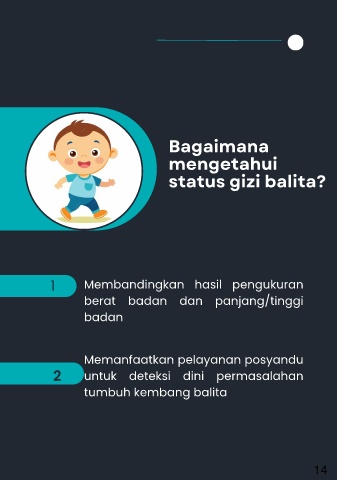 Bagaimana
mengetahui
status gizi balita?
1
Membandingkan hasil pengukuran
berat badan dan panjang/tinggi
badan
2
Memanfaatkan pelayanan posyandu
untuk deteksi dini permasalahan
tumbuh kembang balita
14